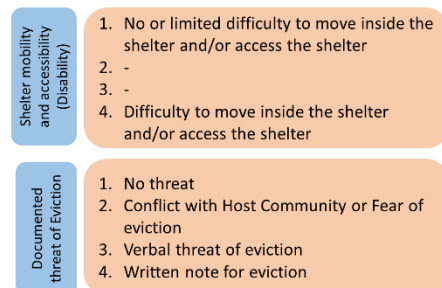 Shelter mobility
and accessibility
(Disability)
1. No or limited difficulty to move inside the
shelter and/or access the shelter
2. -
3. -
4. Difficulty to move inside the shelter
and/or access the shelter
Documented
threat of Eviction
1. No threat
2. Conflict with Host Community or Fear of
eviction
3. Verbal threat of eviction
4. Written note for eviction